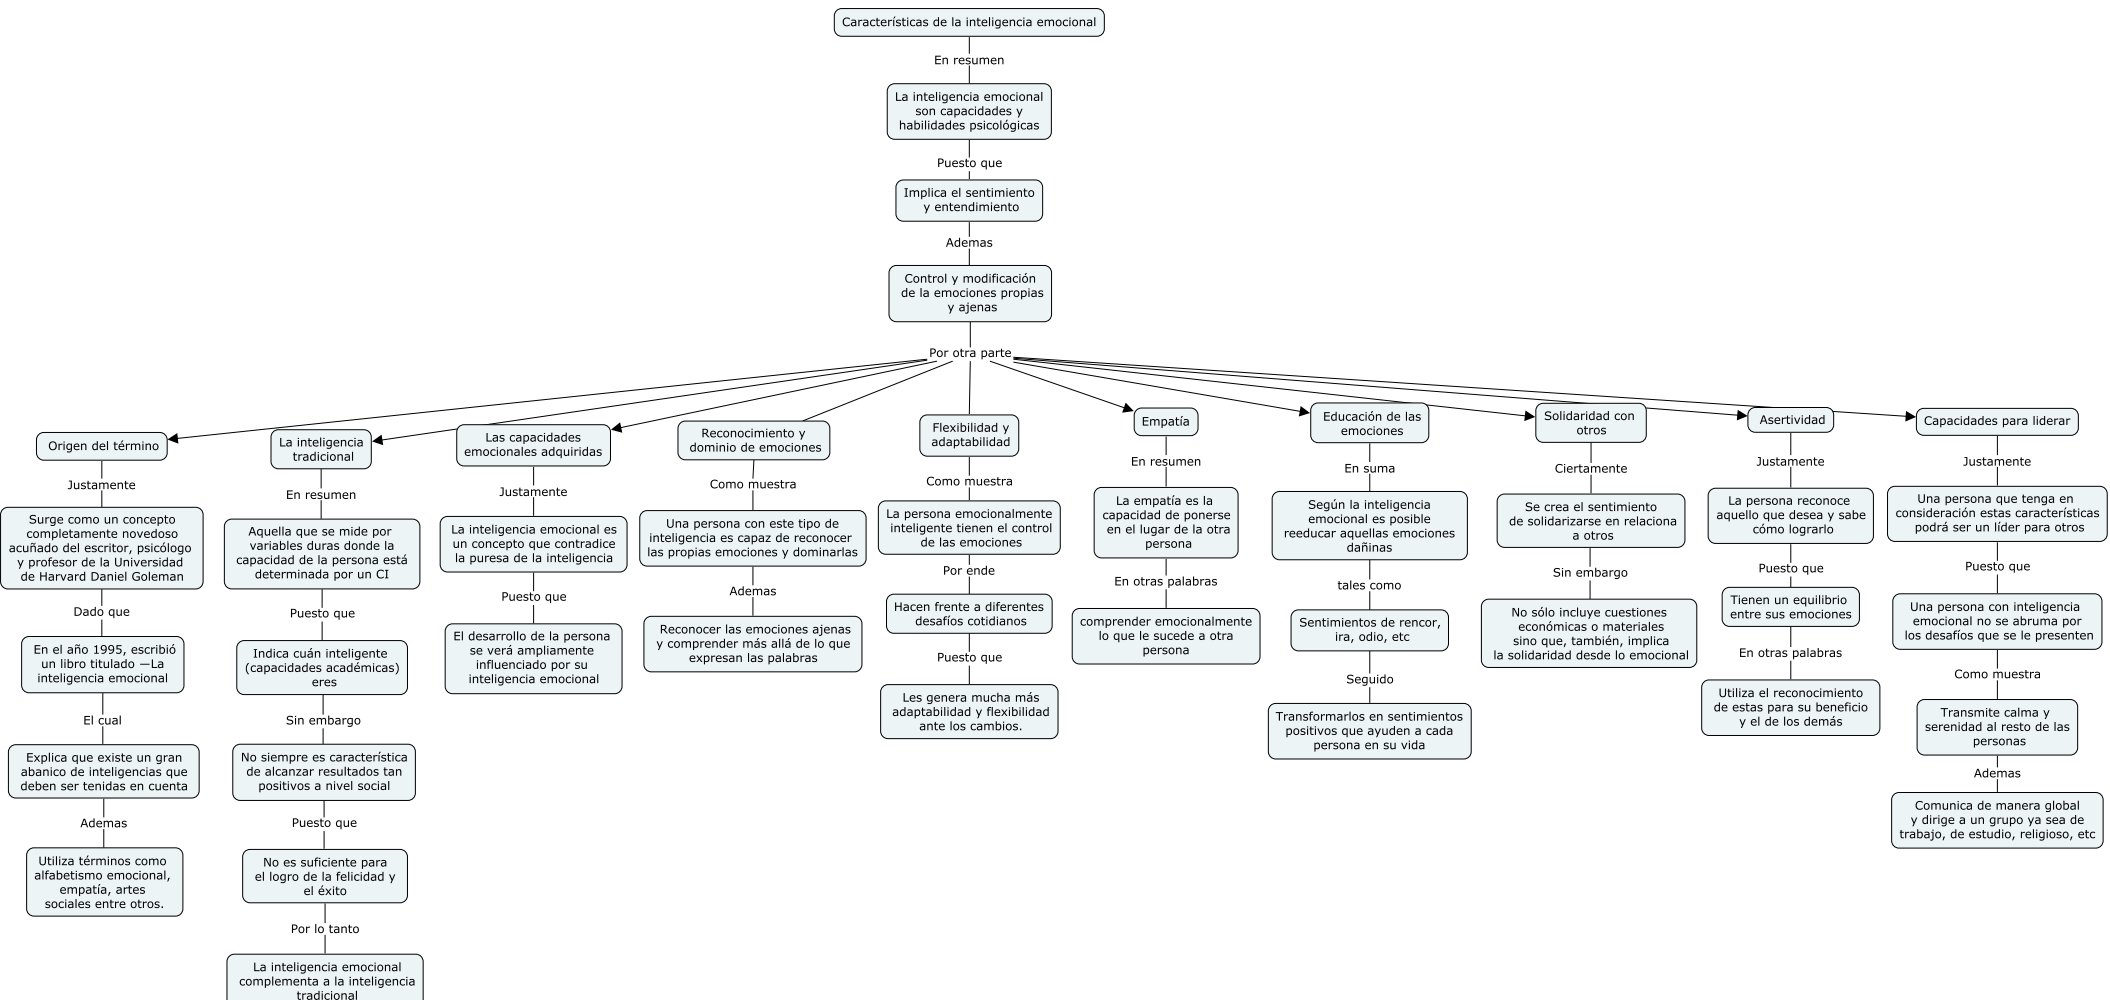 Características de la inteligencia emocional
En resumen
La inteligencia emocional
son capacidades y
habilidades psicológicas
Puesto que
Implica el sentimiento
y entendimiento
Ademas
Control y modificación
de la emociones propias
y ajenas
Por otra parte
Origen del término
Justamente
Surge como un concepto
completamente novedoso
acuñado del escritor, psicólogo
y profesor de la Universidad
de Harvard Daniel Goleman
Dado que
En el año 1995, escribió
un libro titulado —La
inteligencia emocional
El cual
Explica que existe un gran
abanico de inteligencias que
deben ser tenidas en cuenta
Ademas
Utiliza términos como
alfabetismo emocional,
empatía, artes
sociales entre otros.
La inteligencia
tradicional
En resumen
Aquella que se mide por
variables duras donde la
capacidad de la persona está
determinada por un CI
Puesto que
Indica cuán inteligente
(capacidades académicas)
eres
Sin embargo
No siempre es característica
de alcanzar resultados tan
positivos a nivel social
Puesto que
No es suficiente para
el logro de la felicidad y
el éxito
Por lo tanto
La inteligencia emocional
complementa a la inteligencia
tradicional
Las capacidades
emocionales adquiridas
Justamente
La inteligencia emocional es
un concepto que contradice
la puresa de la inteligencia
Puesto que
El desarrollo de la persona
se verá ampliamente
influenciado por su
inteligencia emocional
Reconocimiento y
dominio de emociones
Como muestra
Una persona con este tipo de
inteligencia es capaz de reconocer
las propias emociones y dominarlas
Ademas
Reconocer las emociones ajenas
y comprender más allá de lo que
expresan las palabras
Flexibilidad y
adaptabilidad
Como muestra
La persona emocionalmente
inteligente tienen el control
de las emociones
Por ende
Hacen frente a diferentes
desafíos cotidianos
Puesto que
Les genera mucha más
adaptabilidad y flexibilidad
ante los cambios.
Empatía
En resumen
La empatía es la
capacidad de ponerse
en el lugar de la otra
persona
En otras palabras
comprender emocionalmente
lo que le sucede a otra
persona
Educación de las
emociones
En suma
Según la inteligencia
emocional es posible
reeducar aquellas emociones
dañinas
tales como
Sentimientos de rencor,
ira, odio, etc
Seguido
Transformarlos en sentimientos
positivos que ayuden a cada
persona en su vida
Solidaridad con
otros
Ciertamente
Se crea el sentimiento
de solidarizarse en relaciona
a otros
Sin embargo
No sólo incluye cuestiones
económicas o materiales
sino que, también, implica
la solidaridad desde lo emocional
Asertividad
Justamente
La persona reconoce
aquello que desea y sabe
cómo lograrlo
Puesto que
Tienen un equilibrio
entre sus emociones
En otras palabras
Utiliza el reconocimiento
de estas para su beneficio
y el de los demás
Capacidades para liderar
Justamente
Una persona que tenga en
consideración estas características
podrá ser un líder para otros
Puesto que
Una persona con inteligencia
emocional no se abruma por
los desafíos que se le presenten
Como muestra
Transmite calma y
serenidad al resto de las
personas
Ademas
Comunica de manera global
y dirige a un grupo ya sea de
trabajo, de estudio, religioso, etc